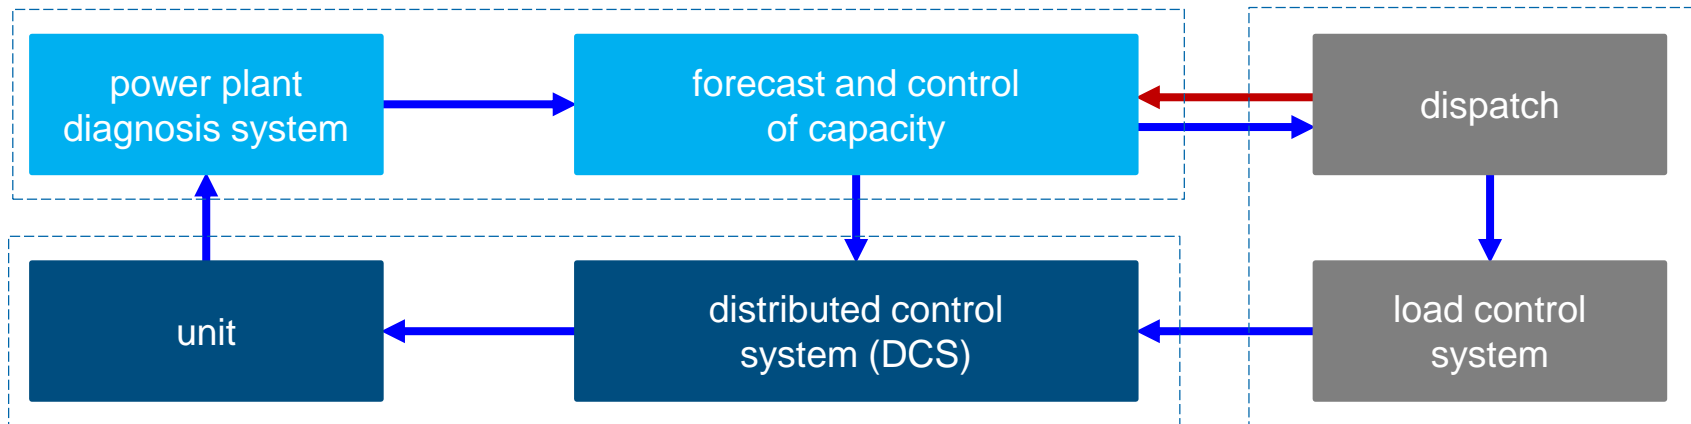 power plant
diagnosis system
forecast and control
of capacity
dispatch
unit
distributed control
system (DCS)
load control
system